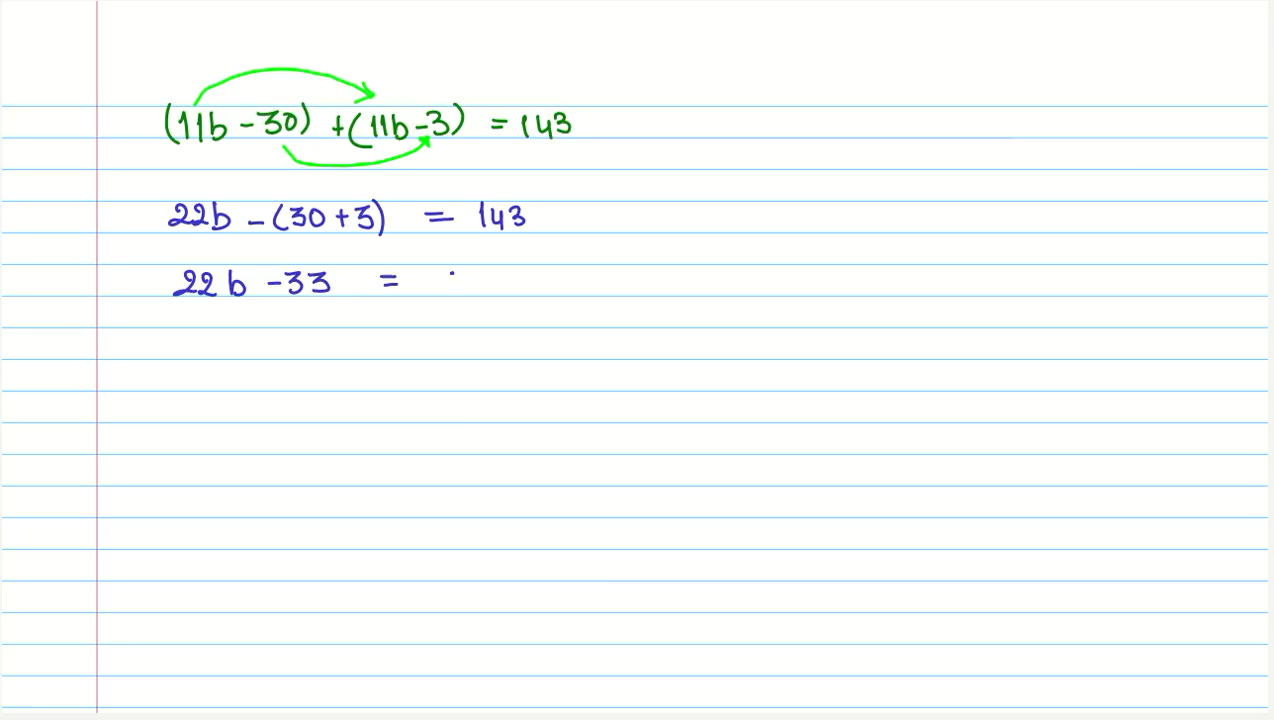 (11b - 30) + (11b - 3) = 143
22b - (30 + 3) = 143
22b - 33 =